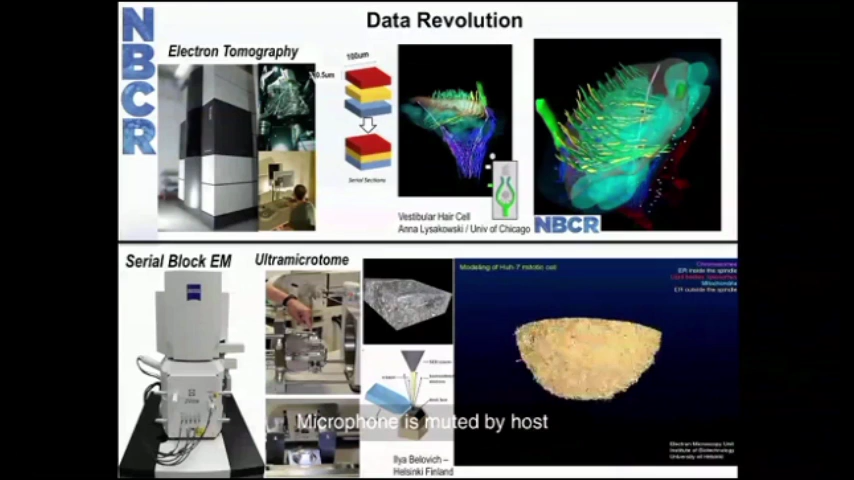 Data Revolution
NBCR
Electron Tomography
100um
0.5um
Serial Sections
Vestibular Hair Cell
Anna Lysakowski / Univ of Chicago
NBCR
Serial Block EM
Ultramicrotome
Modeling of Huh-7 mitotic cell
ER inside the spindle
Mitochondria
ER outside the spindle
Microphone is muted by host
Ilya Belovich –
Helsinki Finland
Electron Microscopy Unit
Institute of Biotechnology
University of Helsinki